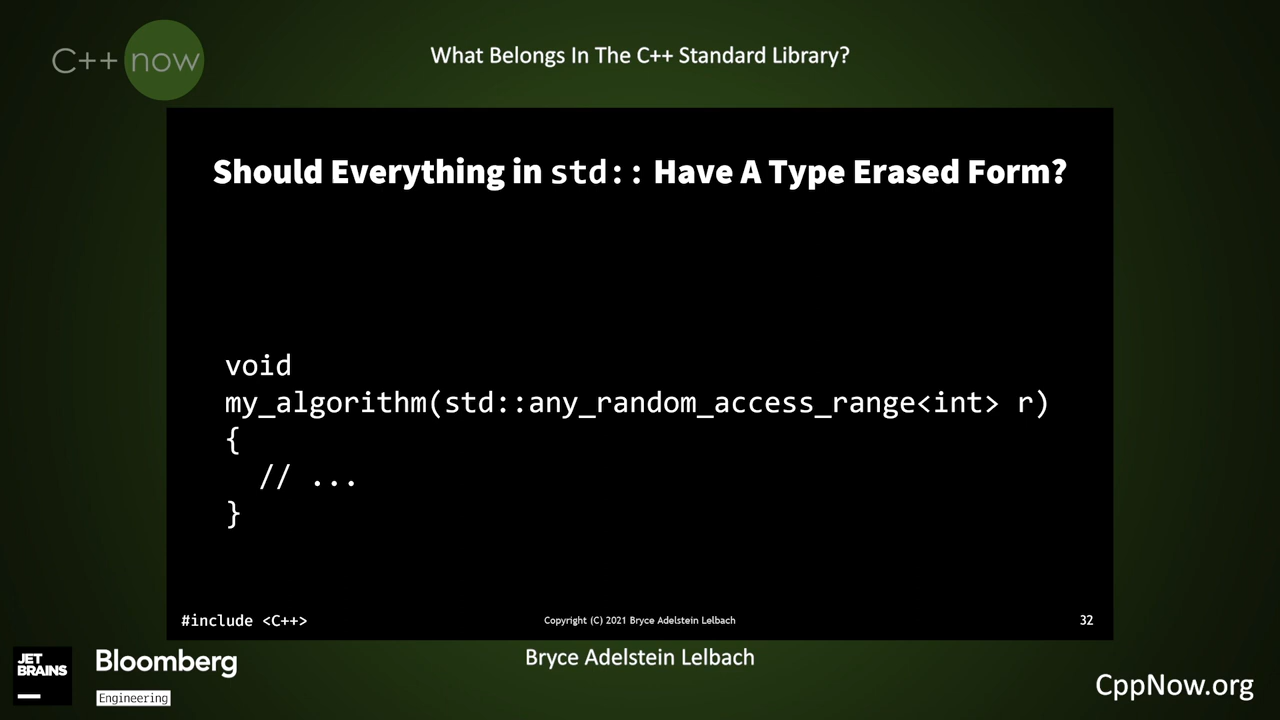 C++ now
What Belongs In The C++ Standard Library?
Should Everything in std:: Have A Type Erased Form?
void
my_algorithm(std::any_random_access_range<int> r)
{
  // ...
}
#include <C++>
Copyright (C) 2021 Bryce Adelstein Lelbach
32
JET
BRAINS
Bloomberg
Engineering
Bryce Adelstein Lelbach
CppNow.org